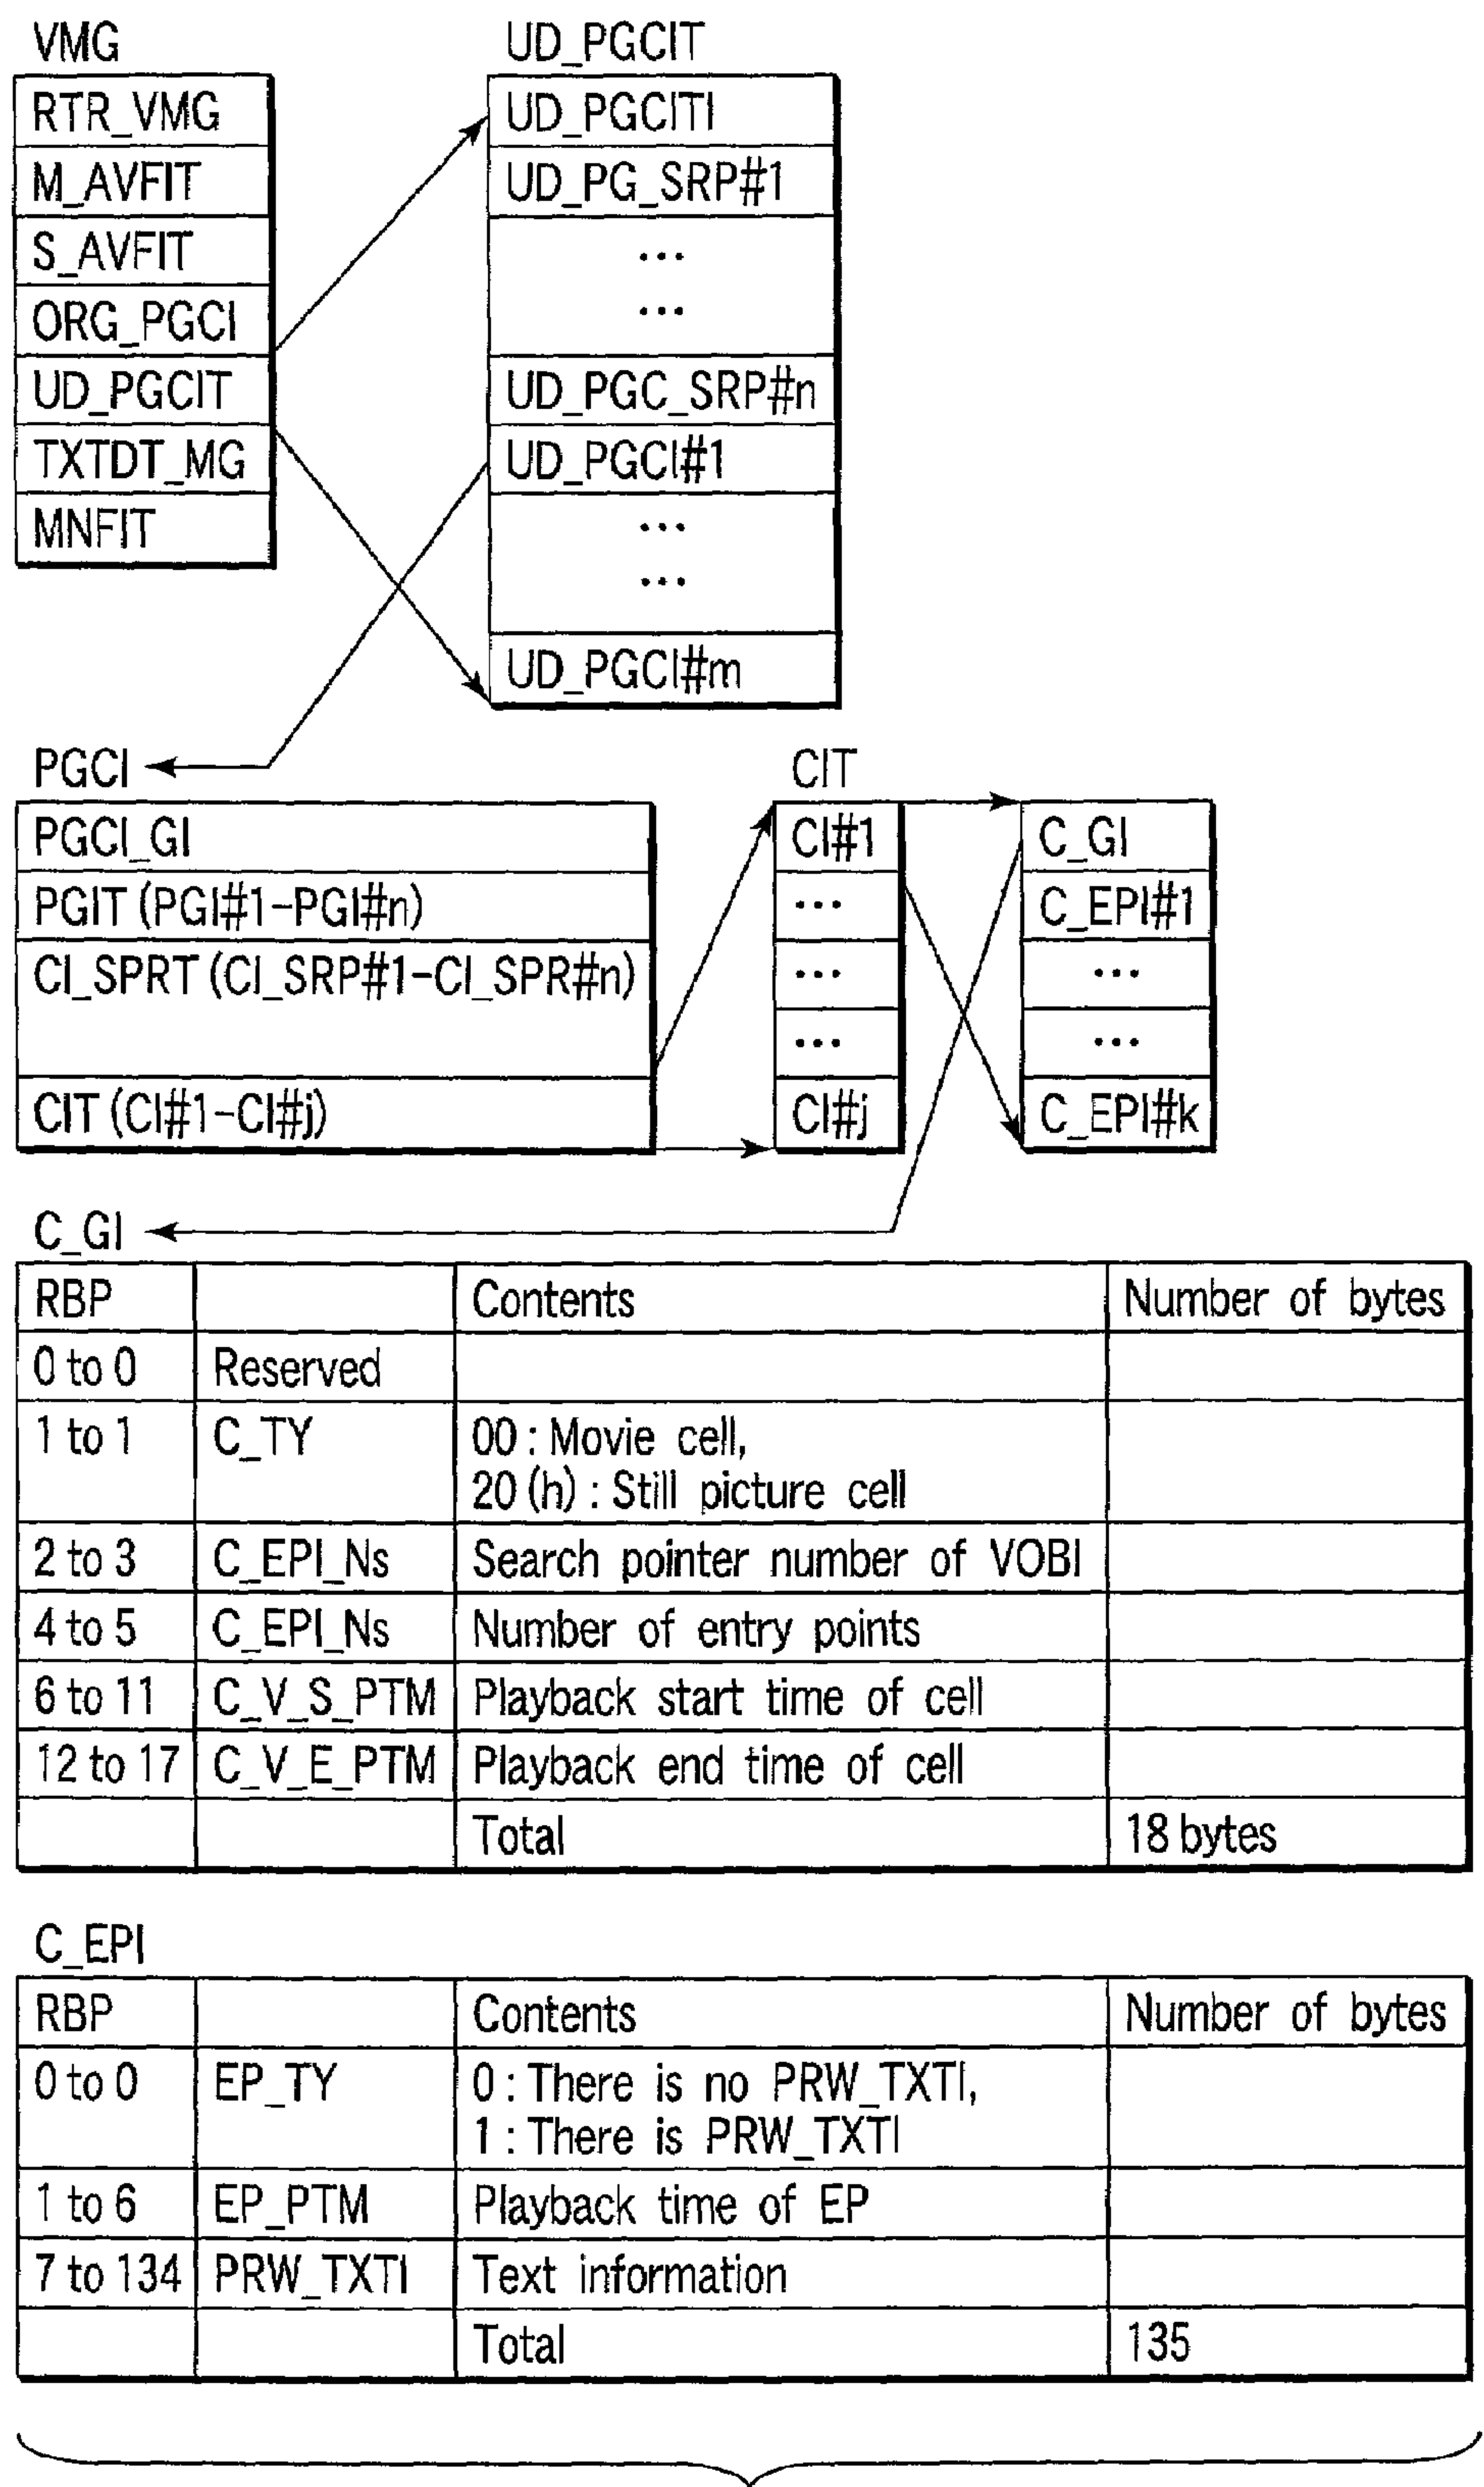 VMG
RTR_VMG
M_AVFIT
S_AVFIT
ORG_PGCI
UD_PGCIT
TXTDT_MG
MNFIT
UD_PGCIT
UD_PGCITI
UD_PG_SRP#1
...
...
UD_PGC_SRP#n
UD_PGCI#1
...
...
UD_PGCI#m
PGCI
PGCI_GI
PGIT (PGI#1-PGI#n)
CI_SPRT (CI_SRP#1-CI_SPR#n)
CIT (CI#1-CI#j)
CIT
CI#1
...
...
...
CI#j
C_GI
C_EPI#1
...
...
C_EPI#k
C_GI
RBP Contents Number of bytes
0 to 0 Reserved
1 to 1 C_TY 00 : Movie cell,
20 (h) : Still picture cell
2 to 3 C_EPI_Ns Search pointer number of VOBI
4 to 5 C_EPI_Ns Number of entry points
6 to 11 C_V_S_PTM Playback start time of cell
12 to 17 C_V_E_PTM Playback end time of cell
Total 18 bytes
C_EPI
RBP Contents Number of bytes
0 to 0 EP_TY 0 : There is no PRW_TXTI,
1 : There is PRW_TXTI
1 to 6 EP_PTM Playback time of EP
7 to 134 PRW_TXTI Text information
Total 135